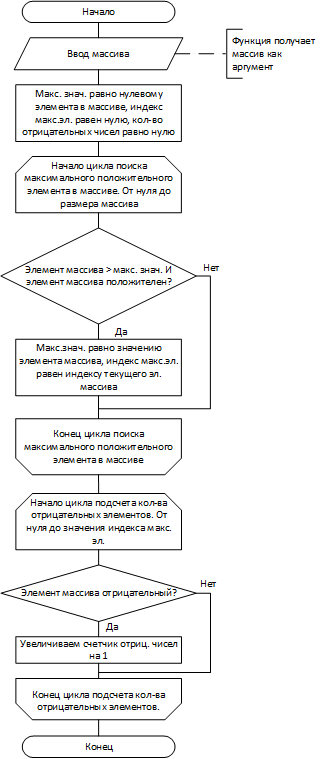 Начало
Ввод массива
Функция получает
массив как
аргумент
Макс. знач. равно нулевому
элемента в массиве, индекс
макс.эл. равен нулю, кол-во
отрицательных чисел равно нулю
Начало цикла поиска
максимального положительного
элемента в массиве. От нуля до
размера массива
Элемент массива > макс. знач. И
элемент массива положителен?
Нет
Да
Макс.знач. равно значению
элемента массива, индекс макс.эл.
равен индексу текущего эл.
массива
Конец цикла поиска
максимального положительного
элемента в массиве
Начало цикла подсчета кол-ва
отрицательных элементов. От
нуля до значения индекса макс.
эл.
Элемент массива отрицательный?
Нет
Да
Увеличиваем счетчик отриц. чисел
на 1
Конец цикла подсчета кол-ва
отрицательных элементов.
Конец